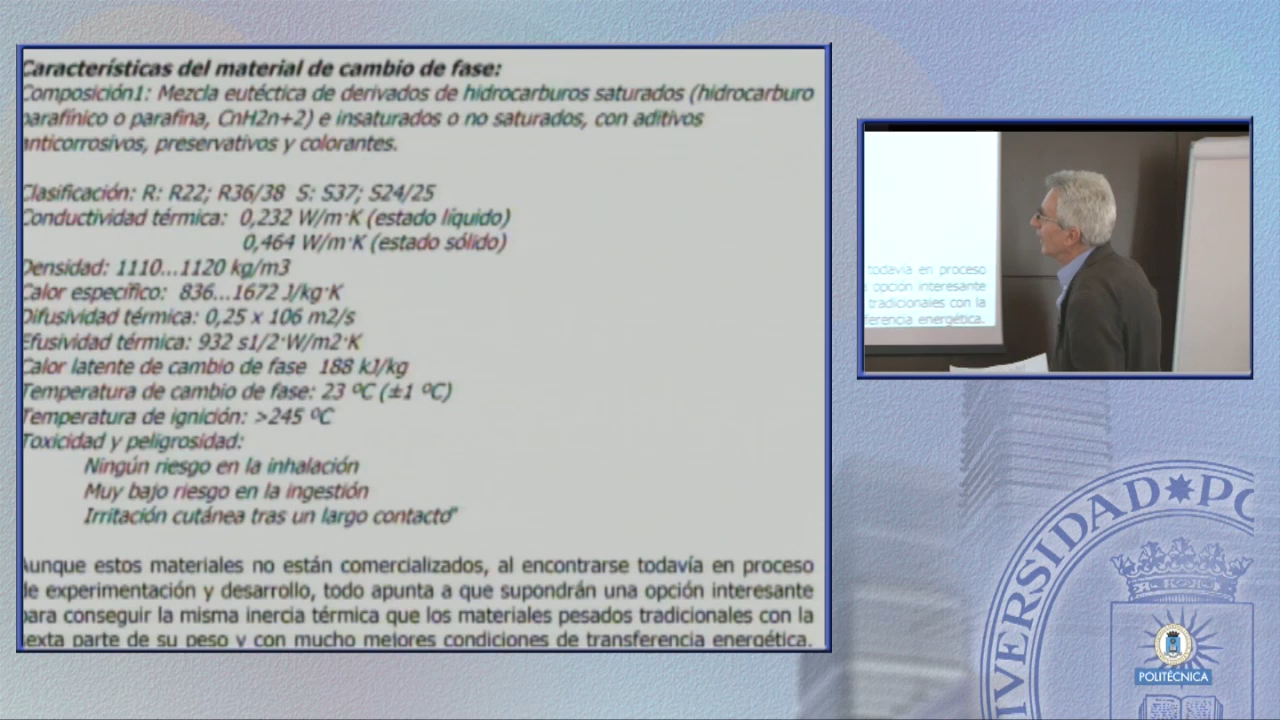 Características del material de cambio de fase:
Composición1: Mezcla eutéctica de derivados de hidrocarburos saturados (hidrocarburo
parafínico o parafina, CnH2n+2) e insaturados o no saturados, con aditivos
anticorrosivos, preservativos y colorantes.
Clasificación: R: R22; R36/38 S: S37; S24/25
Conductividad térmica: 0,232 W/m·K (estado líquido)
0,464 W/m·K (estado sólido)
Densidad: 1110...1120 kg/m3
Calor específico: 836...1672 J/kg·K
Difusividad térmica: 0,25 x 106 m2/s
Efusividad térmica: 932 s1/2·W/m2·K
Calor latente de cambio de fase 188 kJ/kg
Temperatura de cambio de fase: 23 ºC (±1 ºC)
Temperatura de ignición: >245 ºC
Toxicidad y peligrosidad:
Ningún riesgo en la inhalación
Muy bajo riesgo en la ingestión
Irritación cutánea tras un largo contacto"
Aunque estos materiales no están comercializados, al encontrarse todavía en proceso
de experimentación y desarrollo, todo apunta a que supondrán una opción interesante
para conseguir la misma inercia térmica que los materiales pesados tradicionales con la
sexta parte de su peso y con mucho mejores condiciones de transferencia energética.
todavía en proceso
opción interesante
tradicionales con la
ferencia energética.
IVERSIDAD PO
POLITÉCNICA